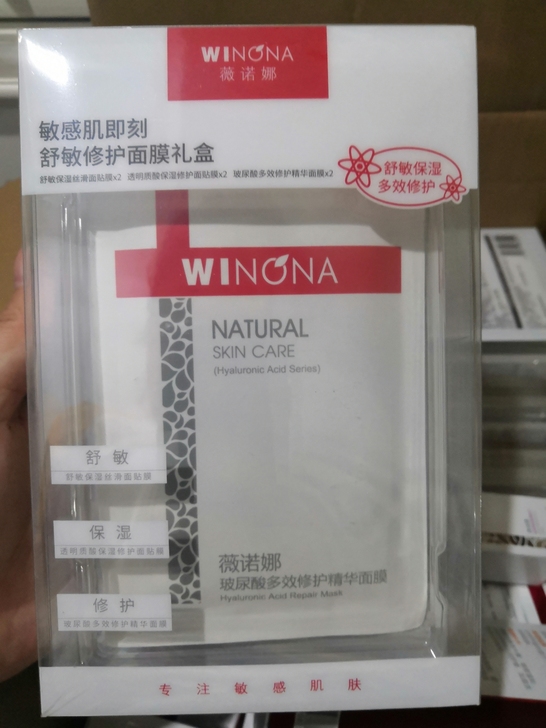 WINONA
薇诺娜
敏感肌即刻
舒敏修护面膜礼盒
舒敏保湿丝滑面贴膜x2 透明质酸保湿修护面贴膜x2 玻尿酸多效修护精华面膜x2
舒敏保湿
多效修护
WINONA
NATURAL
SKIN CARE
(Hyaluronic Acid Series)
舒敏
舒敏保湿丝滑面贴膜
保湿
透明质酸保湿修护面贴膜
修护
玻尿酸多效修护精华面膜
薇诺娜
玻尿酸多效修护精华面膜
Hyaluronic Acid Repair Mask
专注敏感肌肤